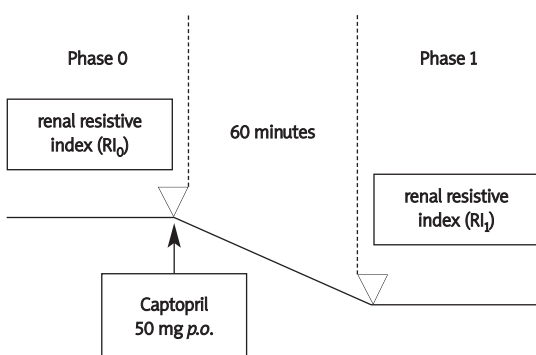 Phase 0
Phase 1
renal resistive
index (RI0)
60 minutes
renal resistive
index (RI1)
Captopril
50 mg p.o.